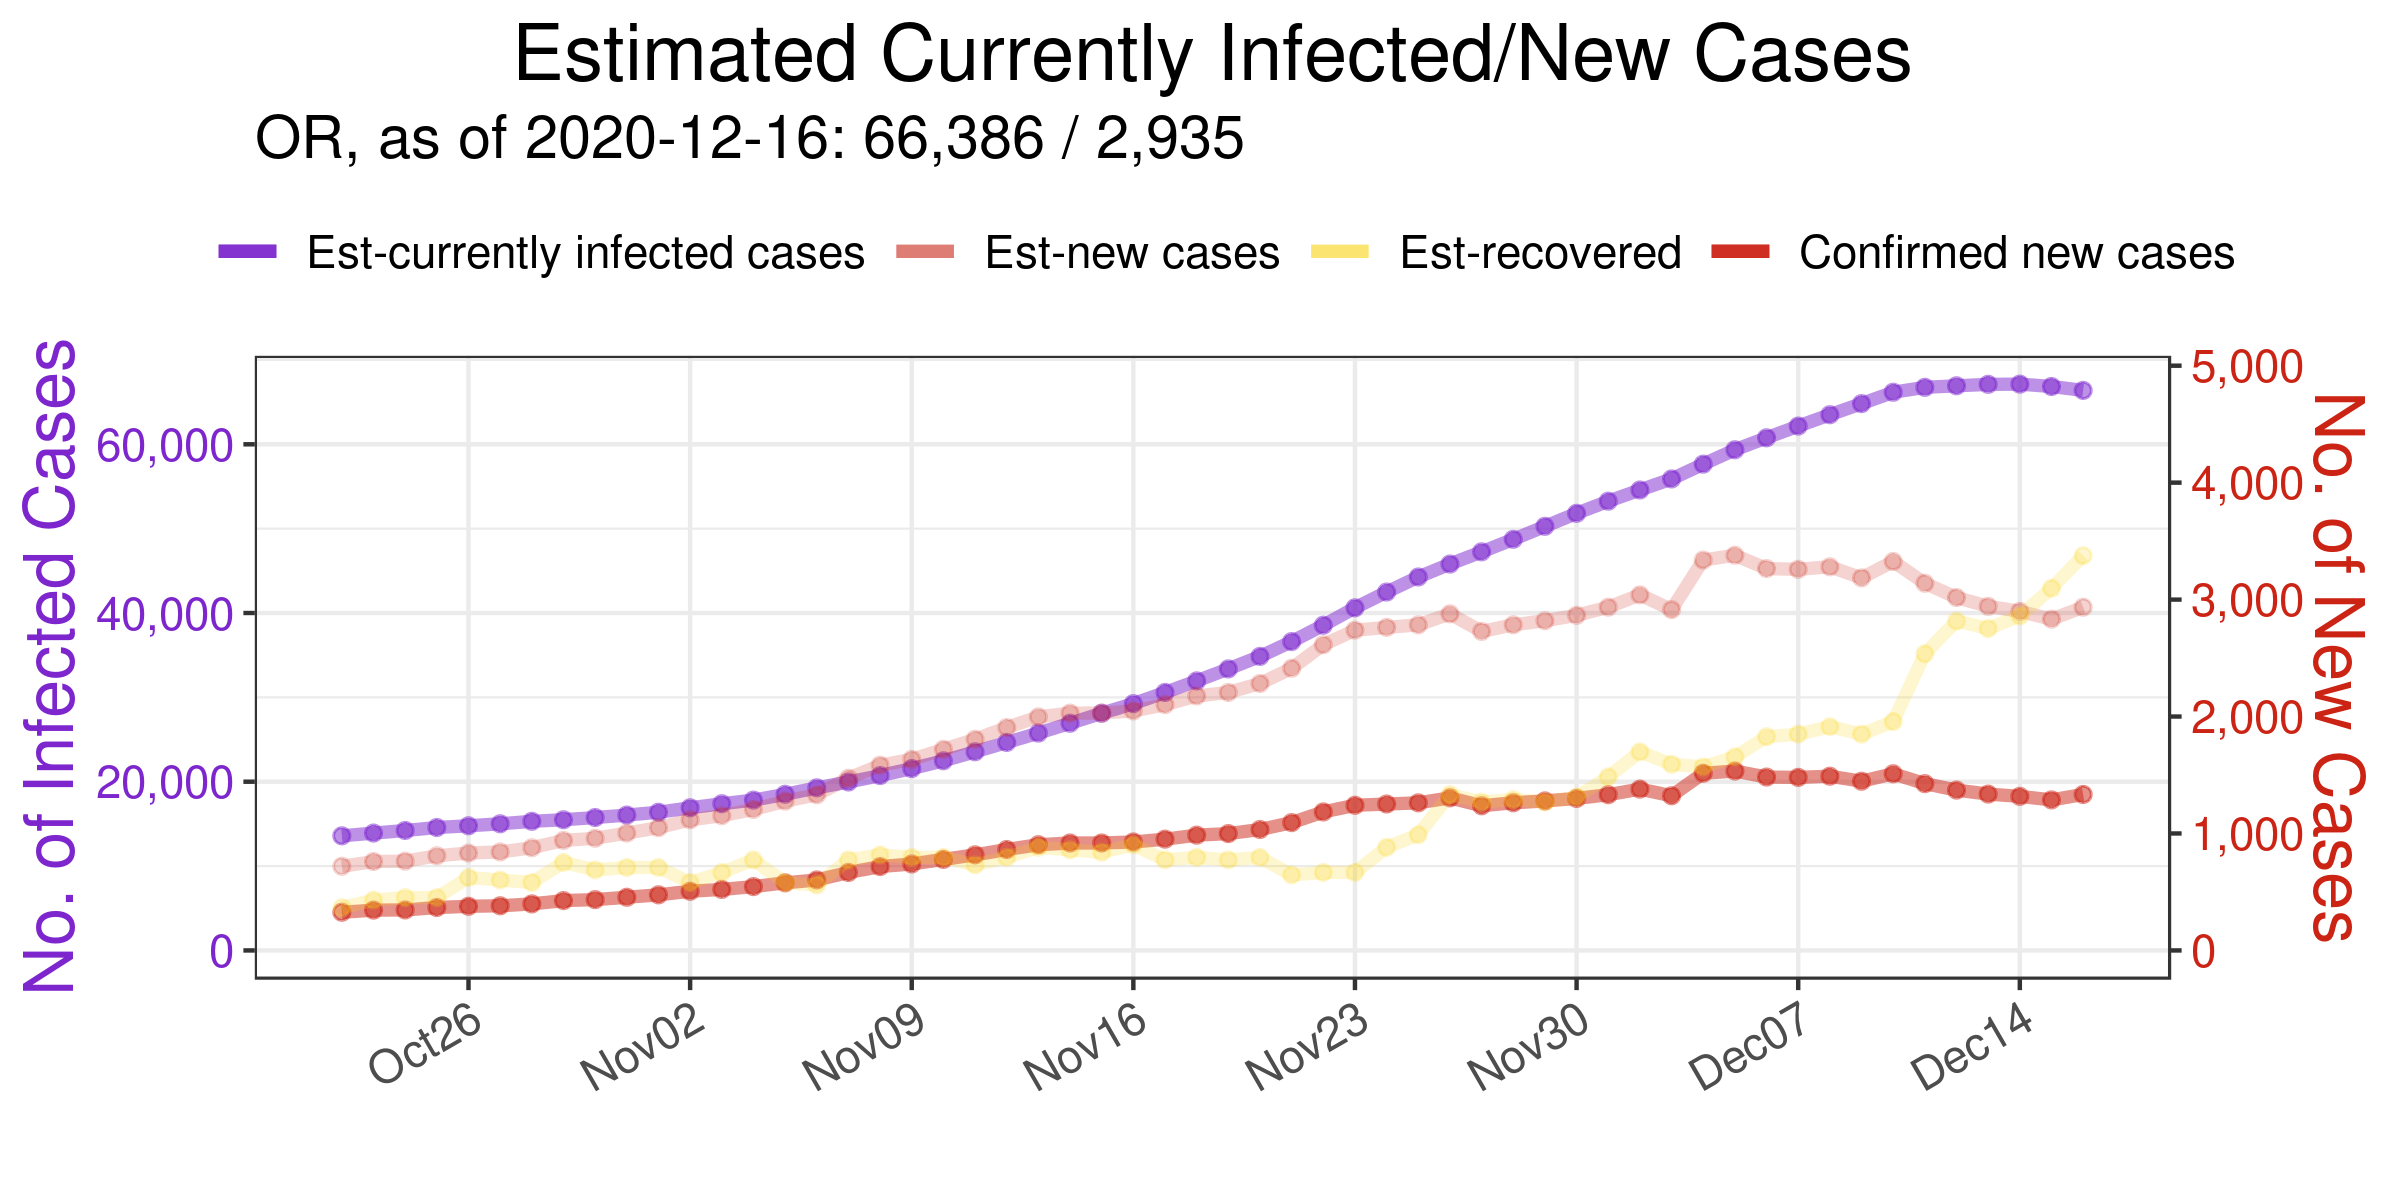 Estimated Currently Infected/New Cases
OR, as of 2020-12-16: 66,386 / 2,935
Est-currently infected cases Est-new cases Est-recovered Confirmed new cases
No. of Infected Cases
60,000
40,000
20,000
0
5,000
4,000
3,000
2,000
1,000
0
No. of New Cases
Oct26 Nov02 Nov09 Nov16 Nov23 Nov30 Dec07 Dec14